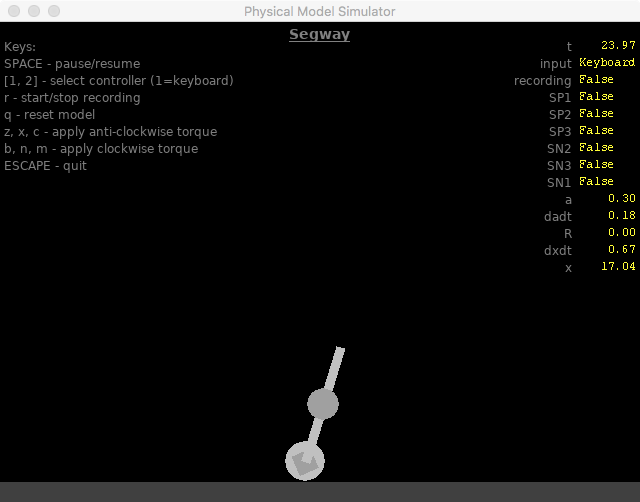 Physical Model Simulator
Segway
Keys:
SPACE - pause/resume
[1, 2] - select controller (1=keyboard)
r - start/stop recording
q - reset model
z, x, c - apply anti-clockwise torque
b, n, m - apply clockwise torque
ESCAPE - quit
t 23.97
input Keyboard
recording False
SP1 False
SP2 False
SP3 False
SN2 False
SN3 False
SN1 False
a 0.30
dadt 0.18
R 0.00
dxdt 0.67
x 17.04